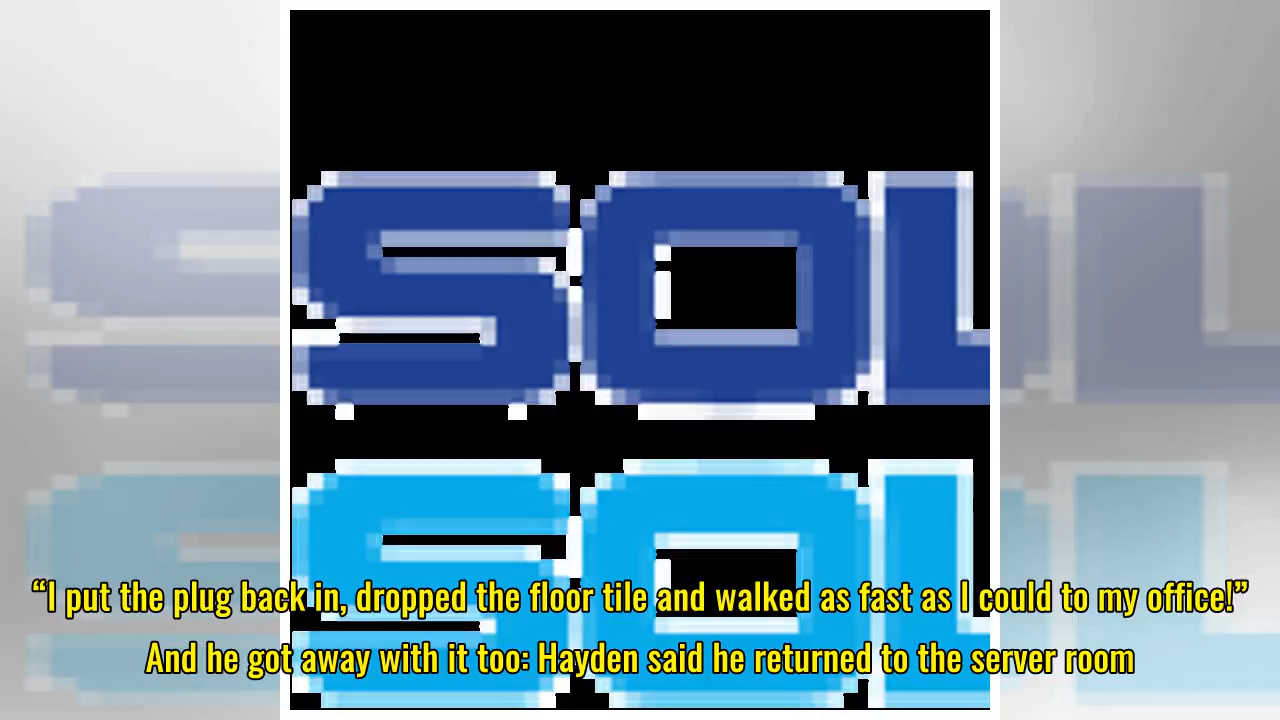 SOL
SOL
“I put the plug back in, dropped the floor tile and walked as fast as I could to my office!”
And he got away with it too: Hayden said he returned to the server room